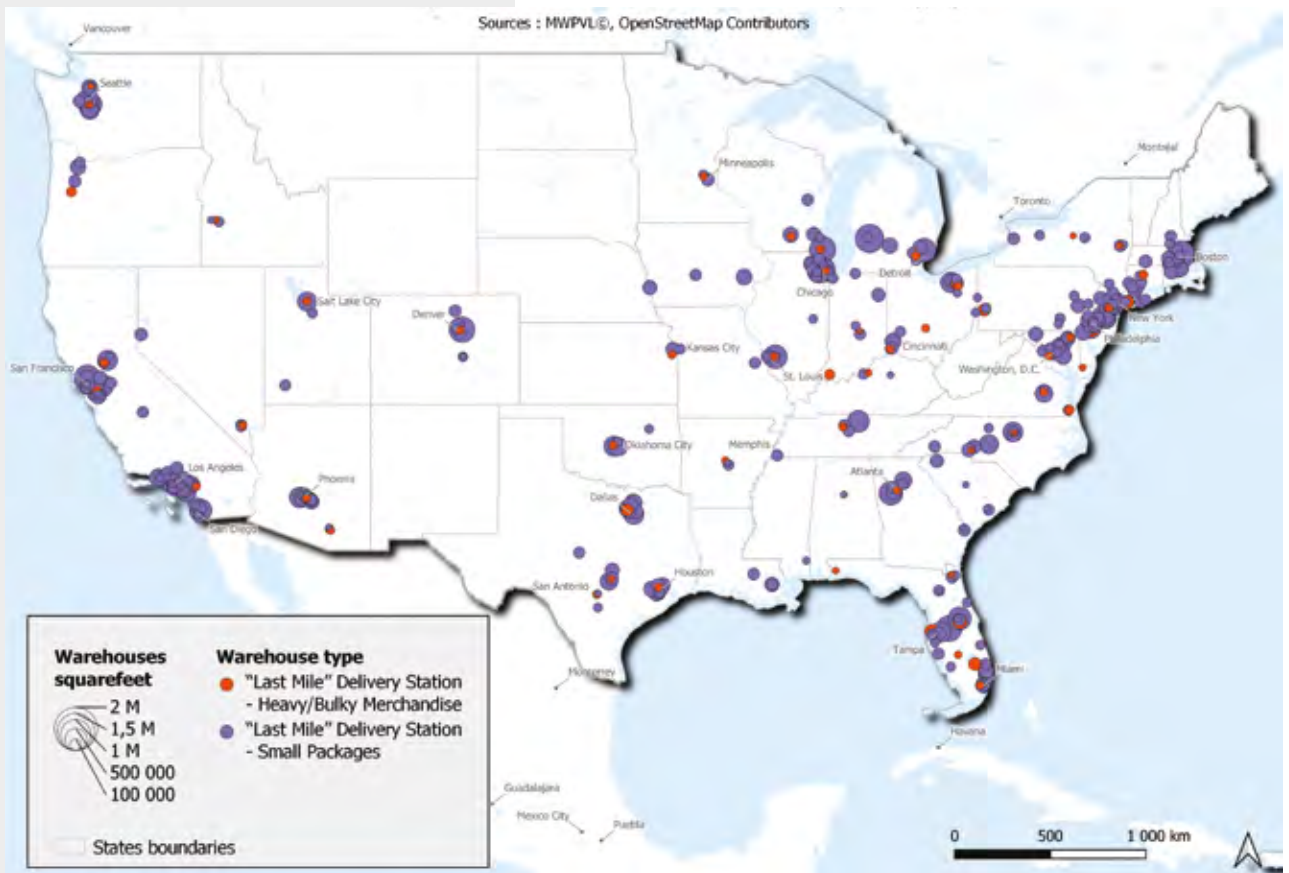 Sources : MWPVL©, OpenStreetMap Contributors
Vancouver
Seattle
Montréal
Minneapolis
Toronto
Boston
Detroit
Chicago
Salt Lake City
Denver
New York
Philadelphia
Cincinnati
Kansas City
San Francisco
Washington, D.C.
St. Louis
Oklahoma City
Memphis
Los Angeles
Phoenix
Atlanta
Dallas
San Diego
San Antonio
Houston
Tampa
Miami
Monterrey
Havana
Guadalajara
Mexico City
Puebla
Warehouses
squarefeet
2 M
1,5 M
1 M
500 000
100 000
States boundaries
Warehouse type
"Last Mile" Delivery Station
- Heavy/Bulky Merchandise
"Last Mile" Delivery Station
- Small Packages
0 500 1 000 km